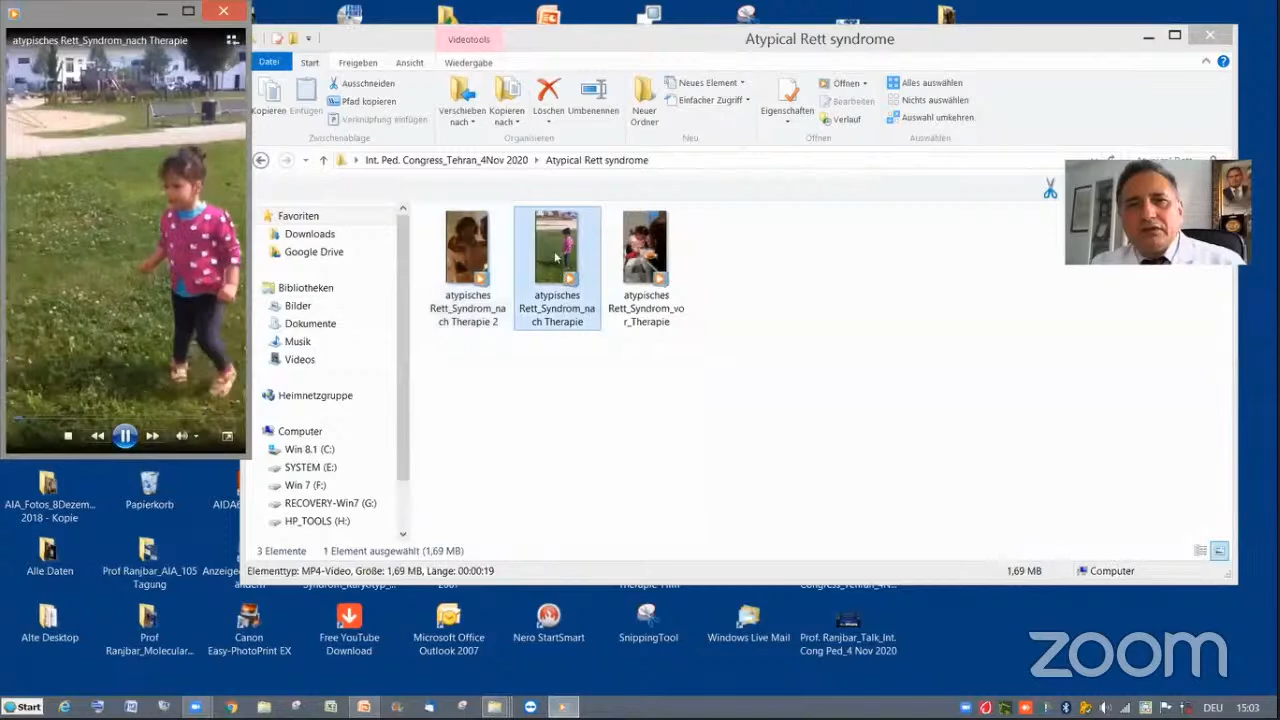 atypisches Rett_Syndrom_nach Therapie
Atypical Rett syndrome
Videotools
Datei
Start
Freigeben
Ansicht
Wiedergabe
Kopieren
Einfügen
Ausschneiden
Pfad kopieren
Verknüpfung einfügen
Zwischenablage
Verschieben
nach
Kopieren
nach
Löschen
Umbenennen
Organisieren
Neuer
Ordner
Neues Element
Einfacher Zugriff
Neu
Eigenschaften
Öffnen
Bearbeiten
Verlauf
Öffnen
Alles auswählen
Nichts auswählen
Auswahl umkehren
Auswählen
Int. Ped. Congress_Tehran_4Nov 2020
Atypical Rett syndrome
Favoriten
Downloads
Google Drive
Bibliotheken
Bilder
Dokumente
Musik
Videos
Heimnetzgruppe
Computer
Win 8.1 (C:)
SYSTEM (E:)
Win 7 (F:)
RECOVERY-Win7 (G:)
HP_TOOLS (H:)
atypisches
Rett_Syndrom_na
ch Therapie 2
atypisches
Rett_Syndrom_na
ch Therapie
atypisches
Rett_Syndrom_vo
r_Therapie
3 Elemente
1 Element ausgewählt (1,69 MB)
Elementtyp: MP4-Video, Größe: 1,69 MB, Länge: 00:00:19
1,69 MB
Computer
AIA_Fotos_8Dezem...
2018 - Kopie
Papierkorb
Alle Daten
Prof Ranjbar_AIA_105
Tagung
Alte Desktop
Prof
Ranjbar_Molecular...
Canon
Easy-PhotoPrint EX
Free YouTube
Download
Microsoft Office
Outlook 2007
Nero StartSmart
SnippingTool
Windows Live Mail
Prof. Ranjbar_Talk_Int.
Cong Ped_4 Nov 2020
zoom
Start
DEU
15:03